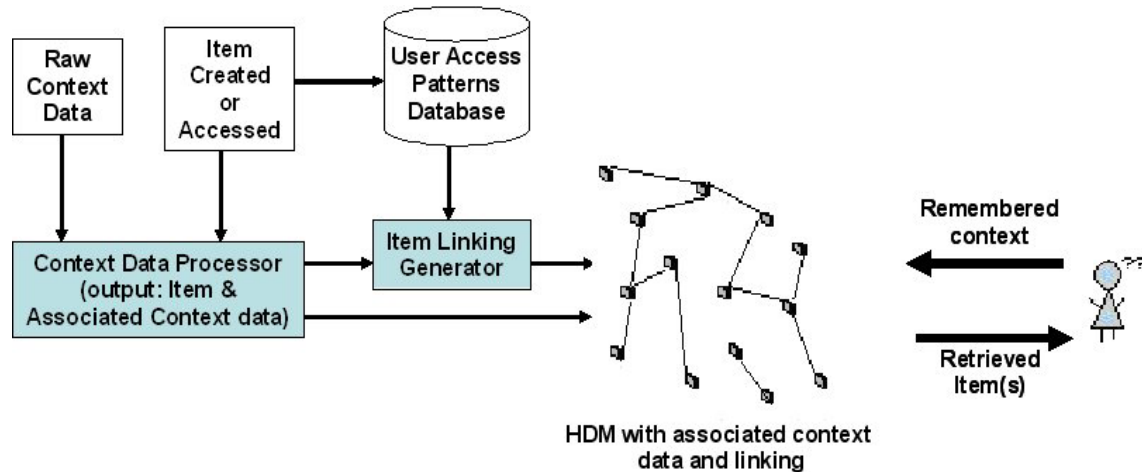 Raw
Context
Data
Item
Created
or
Accessed
User Access
Patterns
Database
Context Data Processor
(output: Item &
Associated Context data)
Item Linking
Generator
HDM with associated context
data and linking
Remembered
context
??
Retrieved
Item(s)